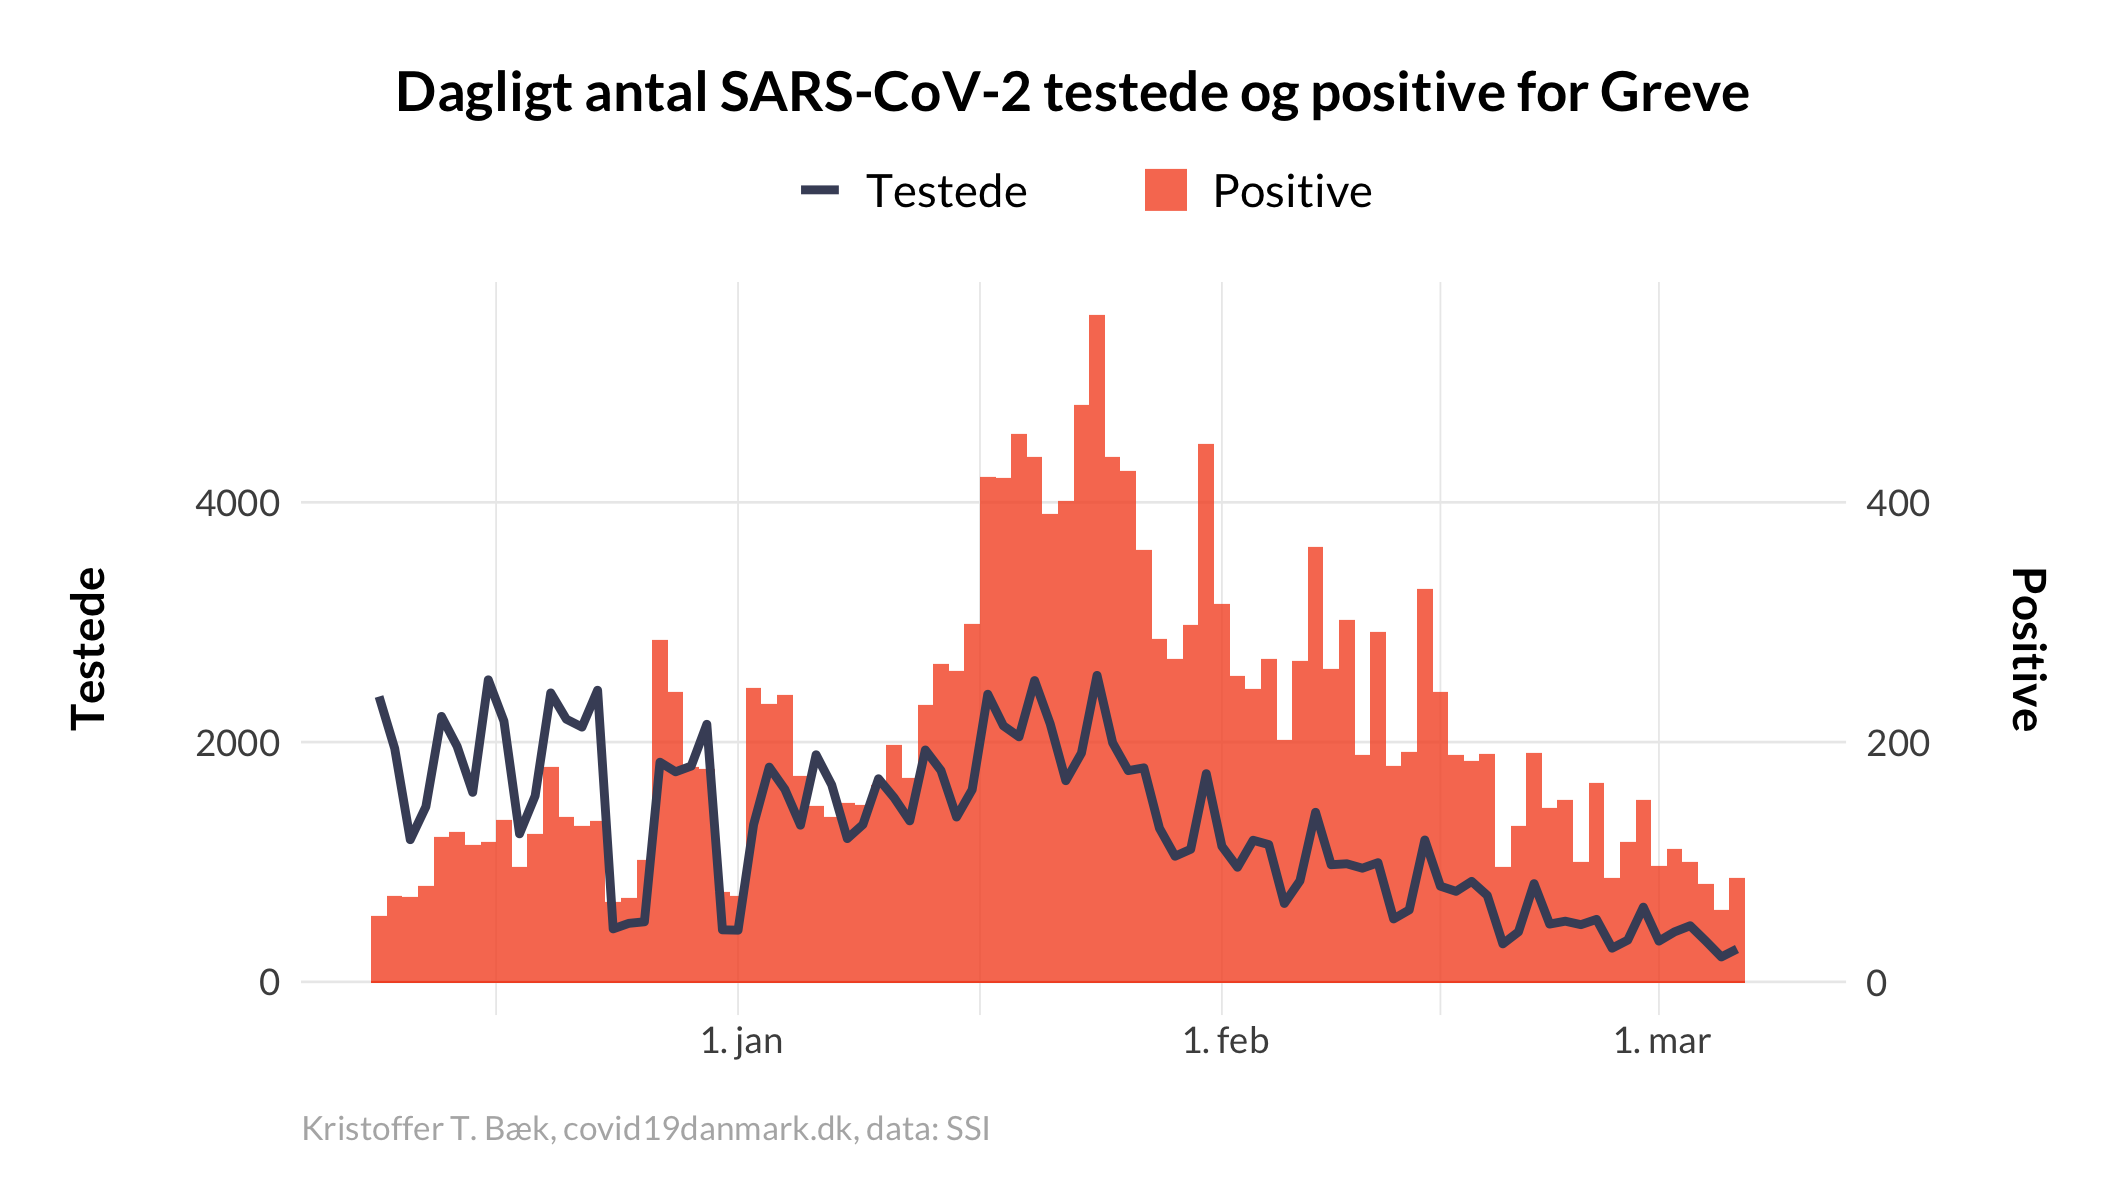 Dagligt antal SARS-CoV-2 testede og positive for Greve
Testede
Positive
4000
2000
0
Testede
400
200
0
Positive
1. jan
1. feb
1. mar
Kristoffer T. Bæk, covid19danmark.dk, data: SSI